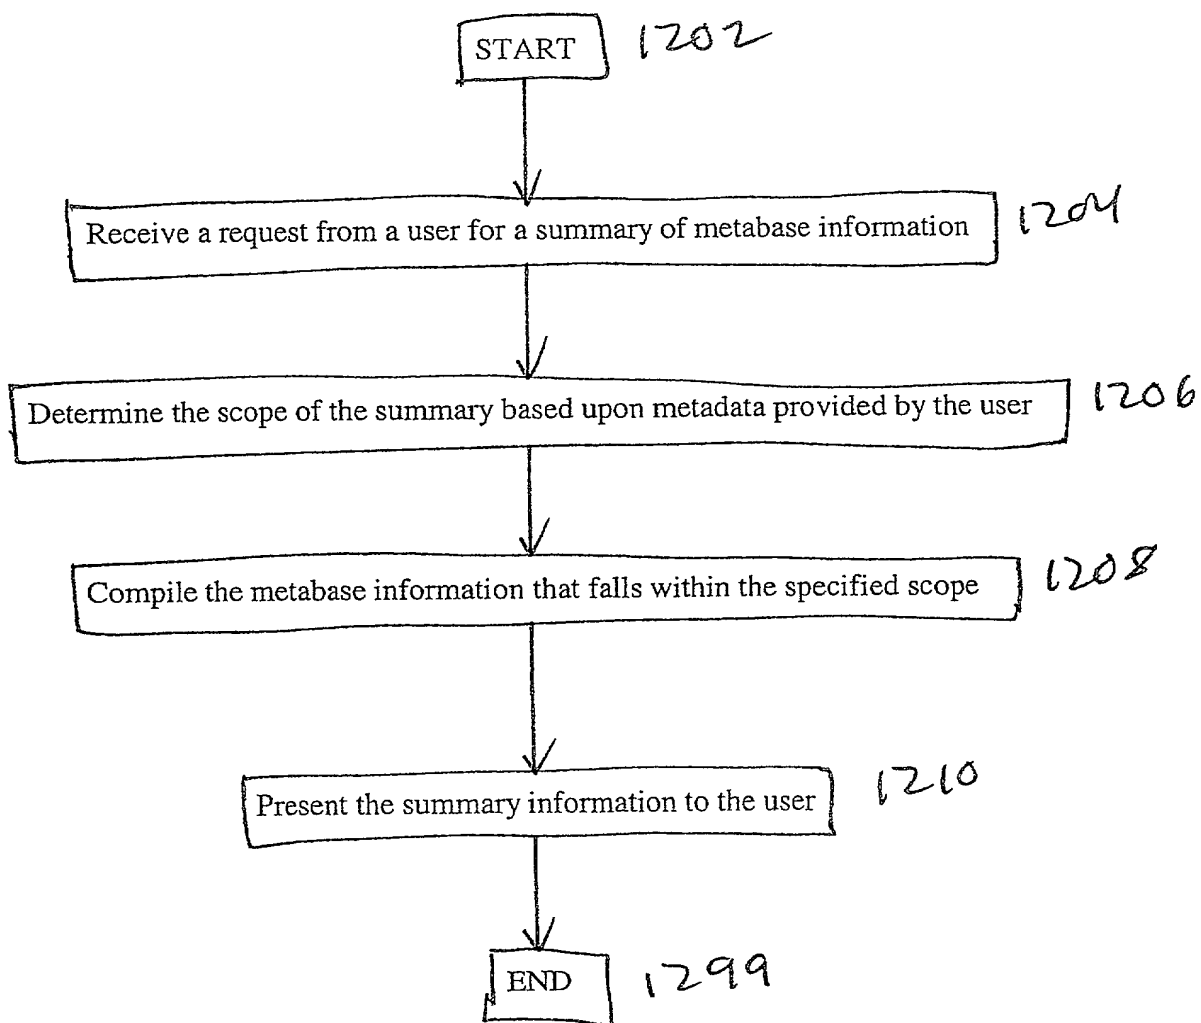 START 1202
Receive a request from a user for a summary of metabase information 1204
Determine the scope of the summary based upon metadata provided by the user 1206
Compile the metabase information that falls within the specified scope 1208
Present the summary information to the user 1210
END 1299